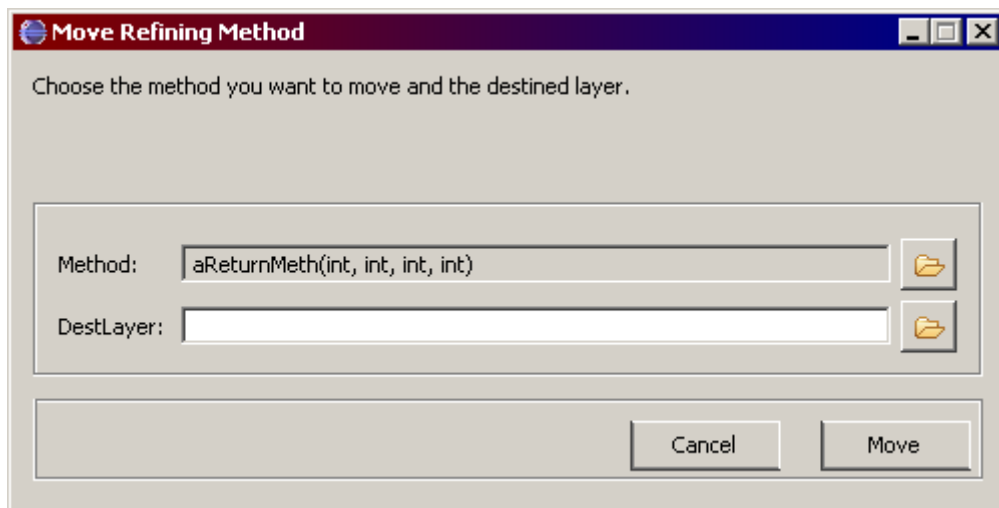 Move Refining Method
Choose the method you want to move and the destined layer.
Method: aReturnMeth(int, int, int, int)
DestLayer:
Cancel Move